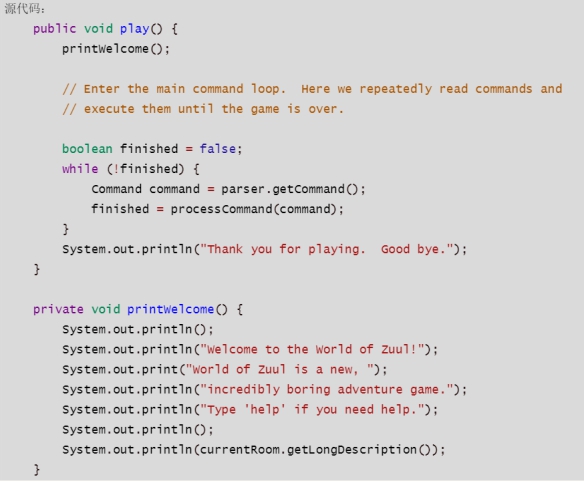 源代码:
    public void play() {
        printWelcome();

        // Enter the main command loop.  Here we repeatedly read commands and
        // execute them until the game is over.

        boolean finished = false;
        while (!finished) {
            Command command = parser.getCommand();
            finished = processCommand(command);
        }
        System.out.println("Thank you for playing.  Good bye.");
    }

    private void printWelcome() {
        System.out.println();
        System.out.println("Welcome to the World of Zuul!");
        System.out.print("World of Zuul is a new, ");
        System.out.println("incredibly boring adventure game.");
        System.out.println("Type 'help' if you need help.");
        System.out.println();
        System.out.println(currentRoom.getLongDescription());
    }